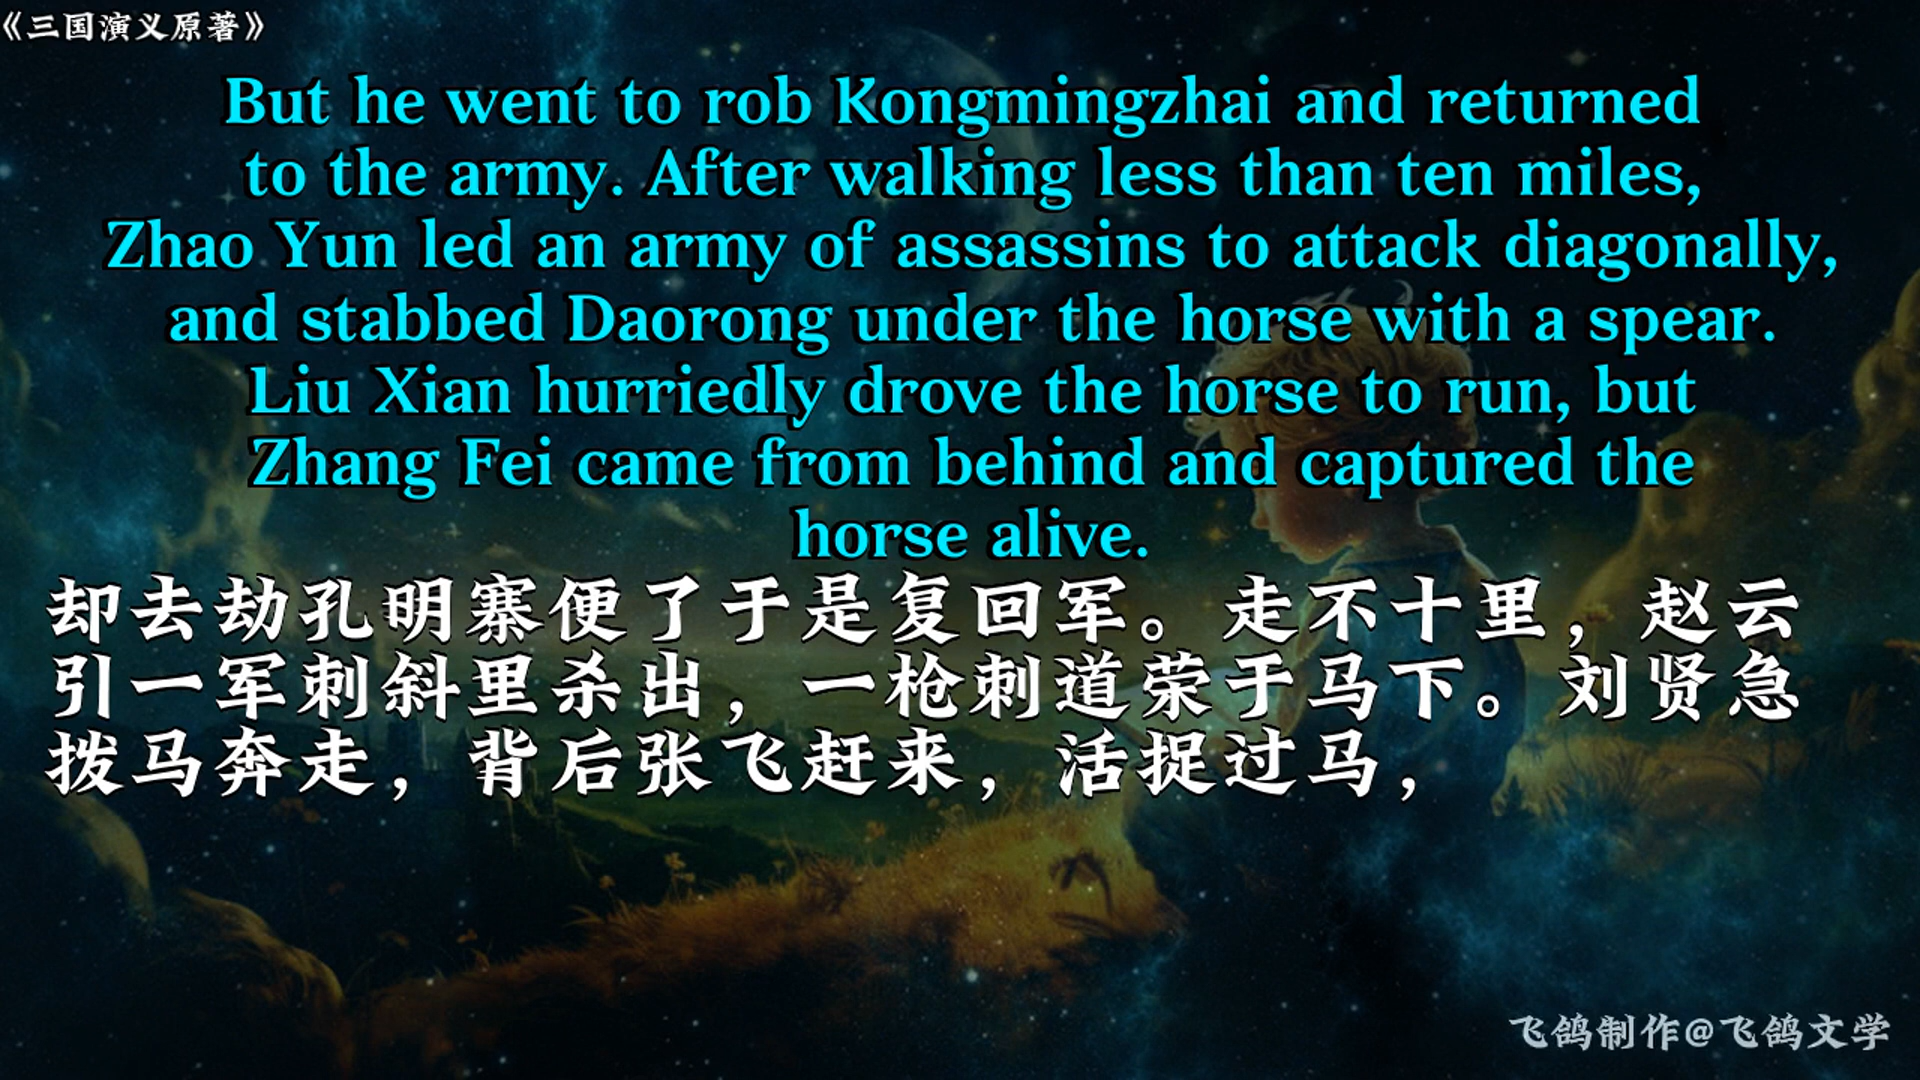 《三国演义原著》
But he went to rob Kongmingzhai and returned
to the army. After walking less than ten miles,
Zhao Yun led an army of assassins to attack diagonally,
and stabbed Daorong under the horse with a spear.
Liu Xian hurriedly drove the horse to run, but
Zhang Fei came from behind and captured the
horse alive.
却去劫孔明寨便了于是复回军。走不十里，赵云
引一军刺斜里杀出，一枪刺道荣于马下。刘贤急
拨马奔走，背后张飞赶来，活捉过马，
飞鸽制作@飞鸽文学